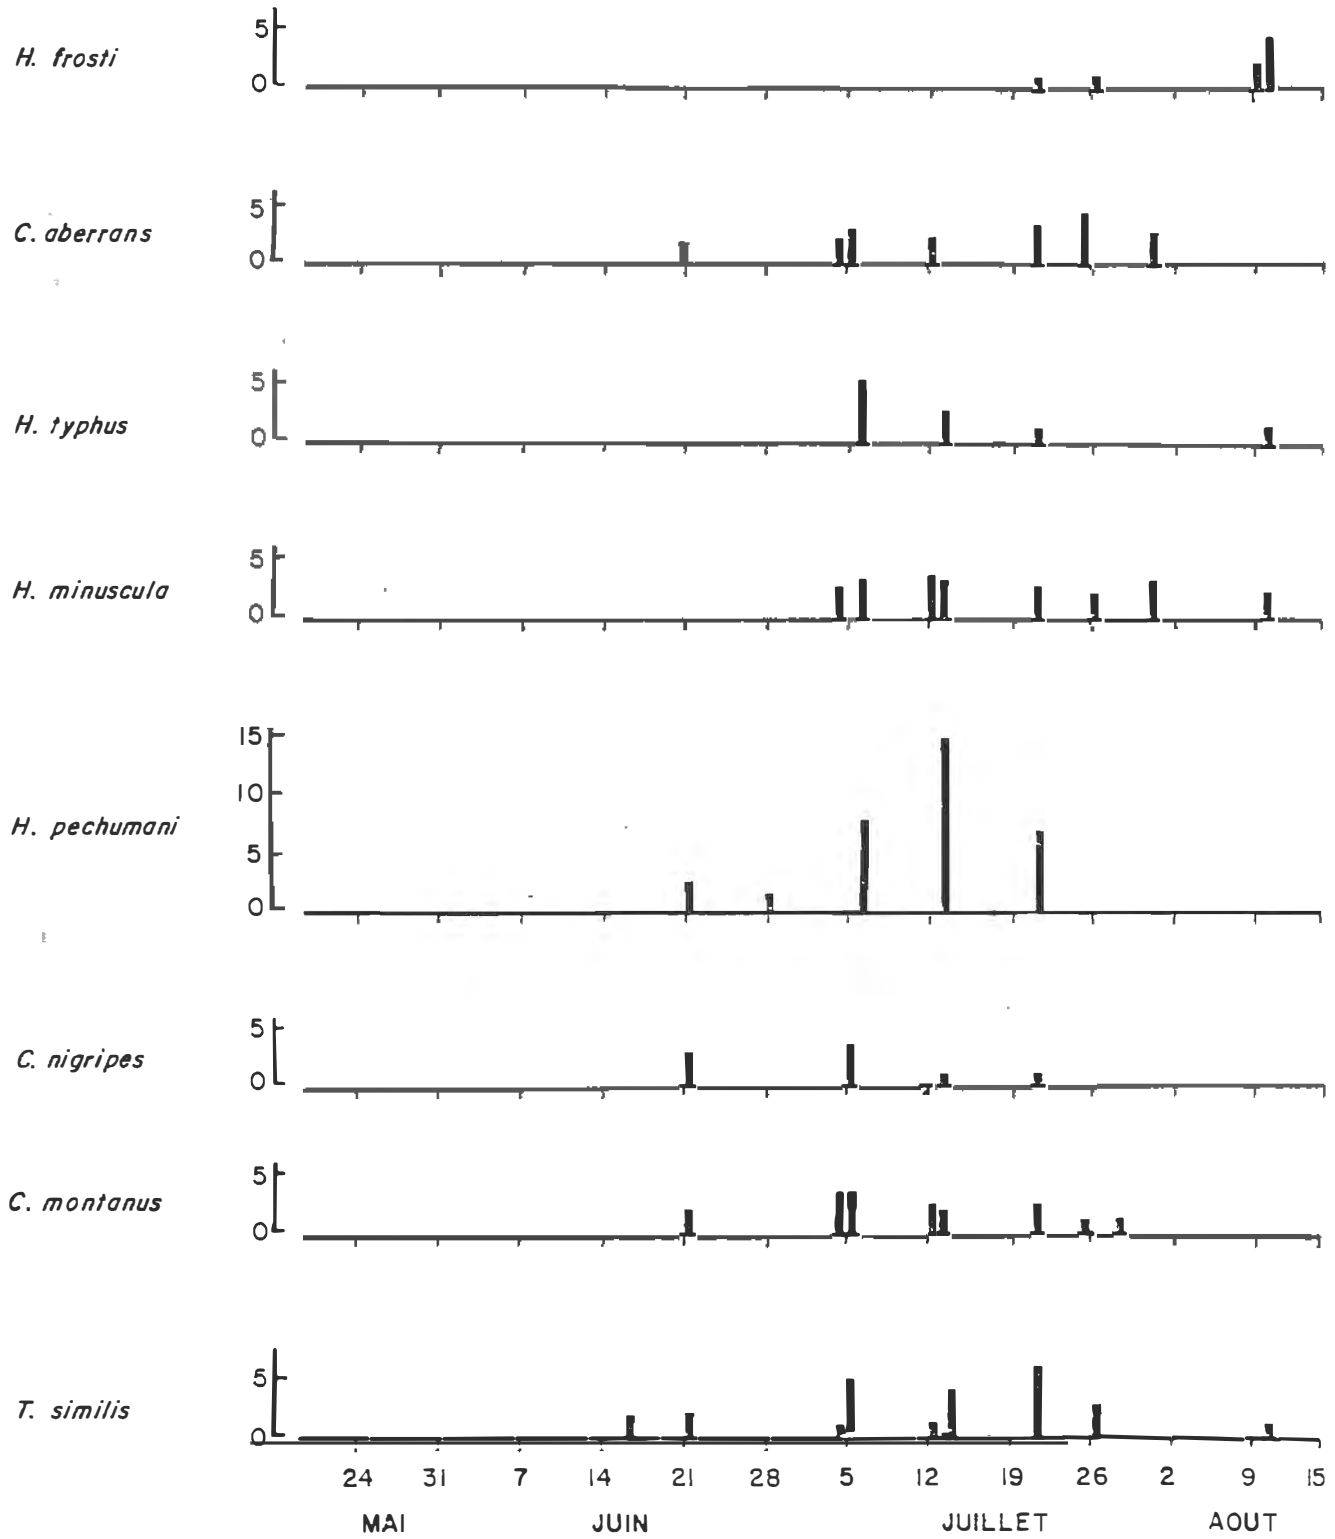 5
H. frosti
0
5
C. aberrans
0
5
H. typhus
0
5
H. minuscula
0
15
10
H. pechumani
5
0
5
C. nigripes
0
5
C. montanus
0
5
T. similis
0
24 31 7 14 21 28 5 12 19 26 2 9 15
MAI JUIN JUILLET AOUT